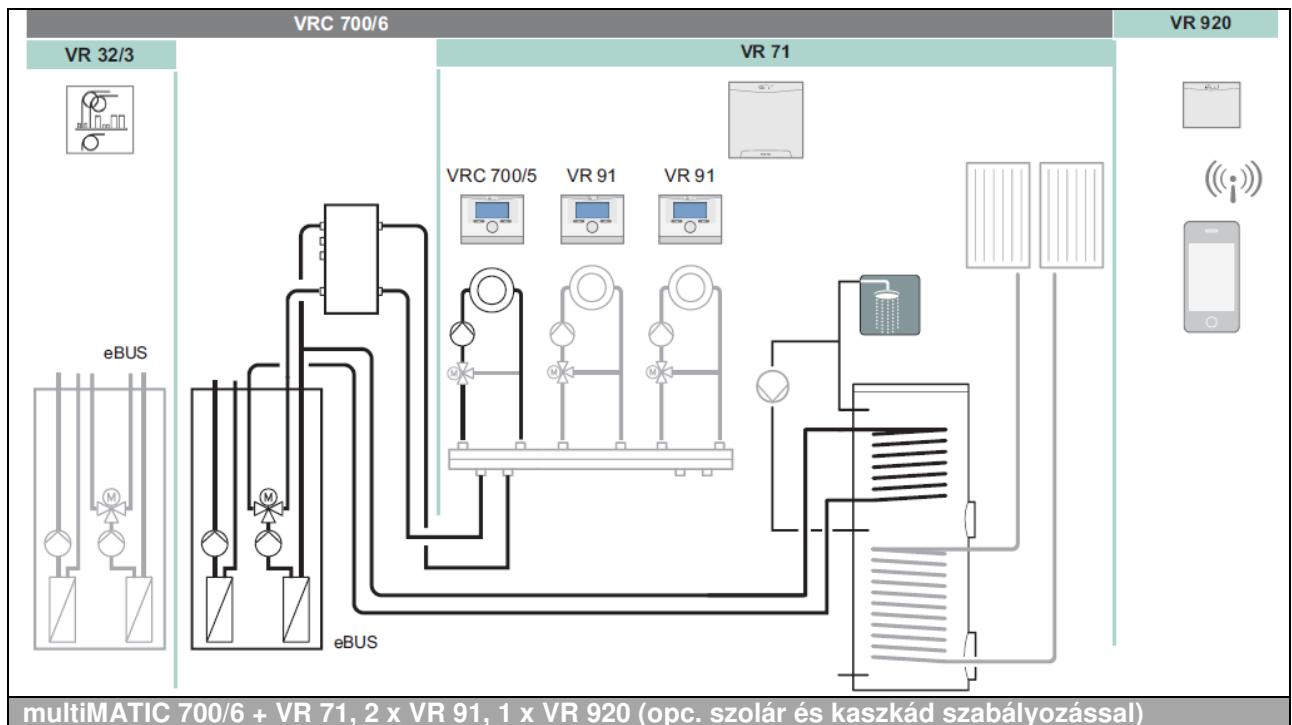 VRC 700/6
VR 920
VR 32/3
VR 71
VRC 700/5
VR 91
VR 91
eBUS
M
M
M
M
M
eBUS
multiMATIC 700/6 + VR 71, 2 x VR 91, 1 x VR 920 (opc. szolár és kaszkád szabályozással)